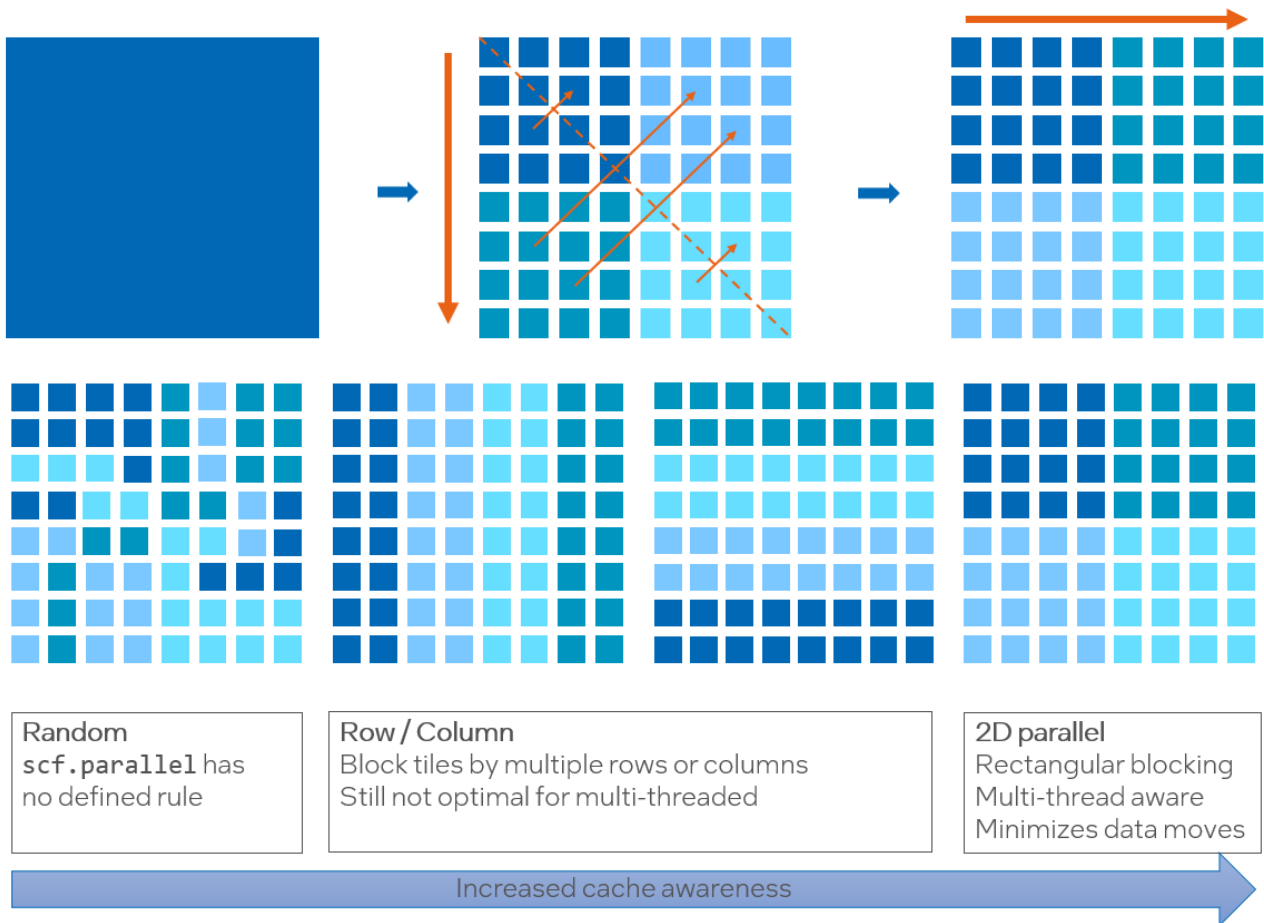 Random
scf.parallel has
no defined rule
Row / Column
Block tiles by multiple rows or columns
Still not optimal for multi-threaded
2D parallel
Rectangular blocking
Multi-thread aware
Minimizes data moves
Increased cache awareness